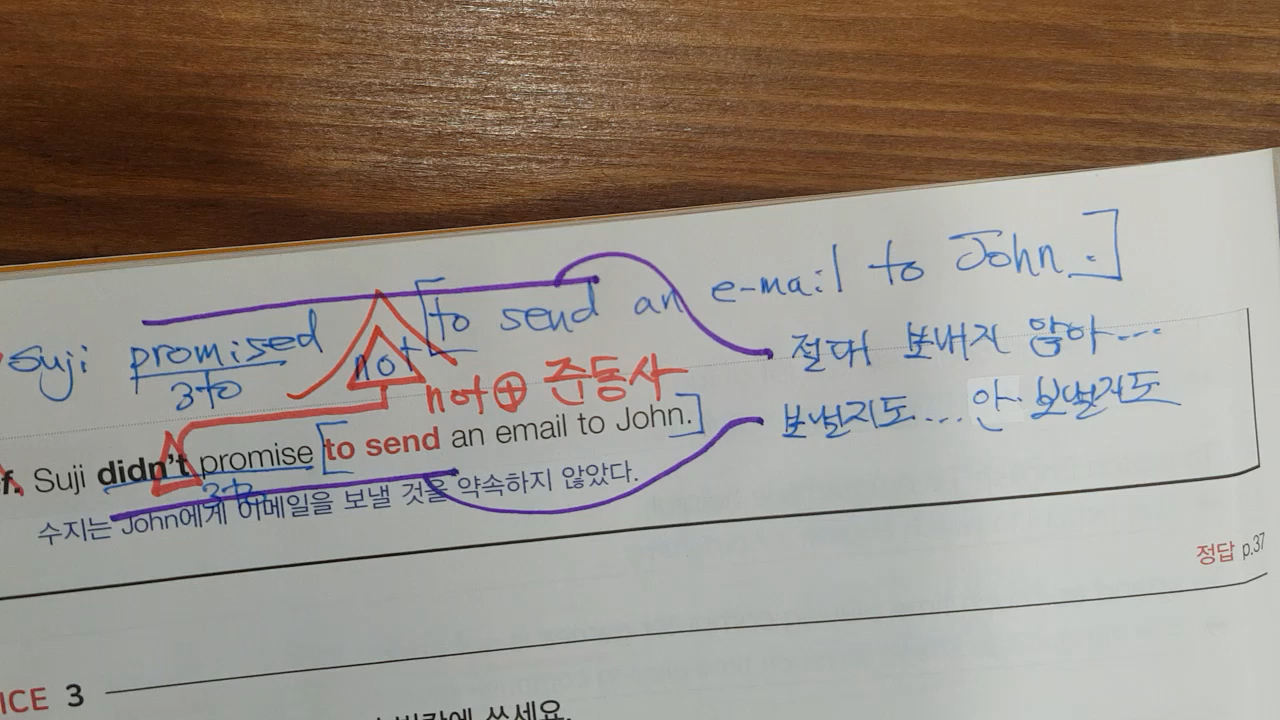 Suji promised not [to send an e-mail to John.]
3to
절대 보내지 않아...
not⊕준동사
보낼지도.... 안 보낼지도
f. Suji didn't promise [to send an email to John.]
3to
수지는 John에게 이메일을 보낼 것을 약속하지 않았다.
정답 p.37
ICE 3
쓰세요.